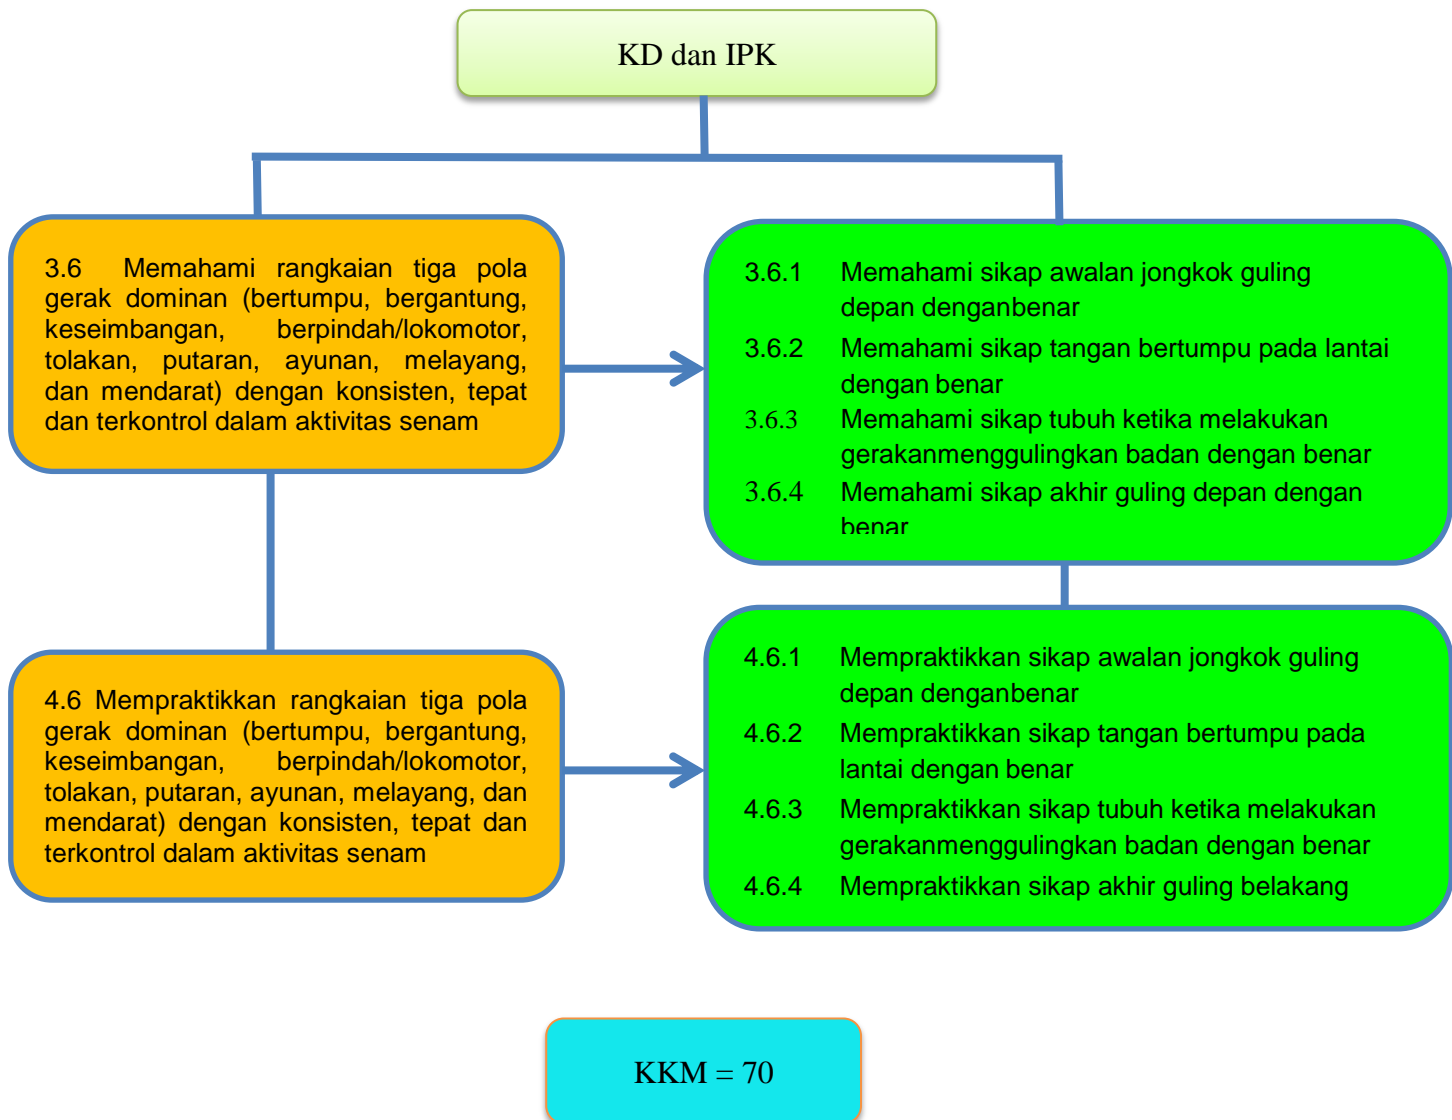 KD dan IPK
3.6 Memahami rangkaian tiga pola
gerak dominan (bertumpu, bergantung,
keseimbangan, berpindah/lokomotor,
tolakan, putaran, ayunan, melayang,
dan mendarat) dengan konsisten, tepat
dan terkontrol dalam aktivitas senam
3.6.1 Memahami sikap awalan jongkok guling
depan denganbenar
3.6.2 Memahami sikap tangan bertumpu pada lantai
dengan benar
3.6.3 Memahami sikap tubuh ketika melakukan
gerakanmenggulingkan badan dengan benar
3.6.4 Memahami sikap akhir guling depan dengan
benar
4.6 Mempraktikkan rangkaian tiga pola
gerak dominan (bertumpu, bergantung,
keseimbangan, berpindah/lokomotor,
tolakan, putaran, ayunan, melayang, dan
mendarat) dengan konsisten, tepat dan
terkontrol dalam aktivitas senam
4.6.1 Mempraktikkan sikap awalan jongkok guling
depan denganbenar
4.6.2 Mempraktikkan sikap tangan bertumpu pada
lantai dengan benar
4.6.3 Mempraktikkan sikap tubuh ketika melakukan
gerakanmenggulingkan badan dengan benar
4.6.4 Mempraktikkan sikap akhir guling belakang
KKM = 70